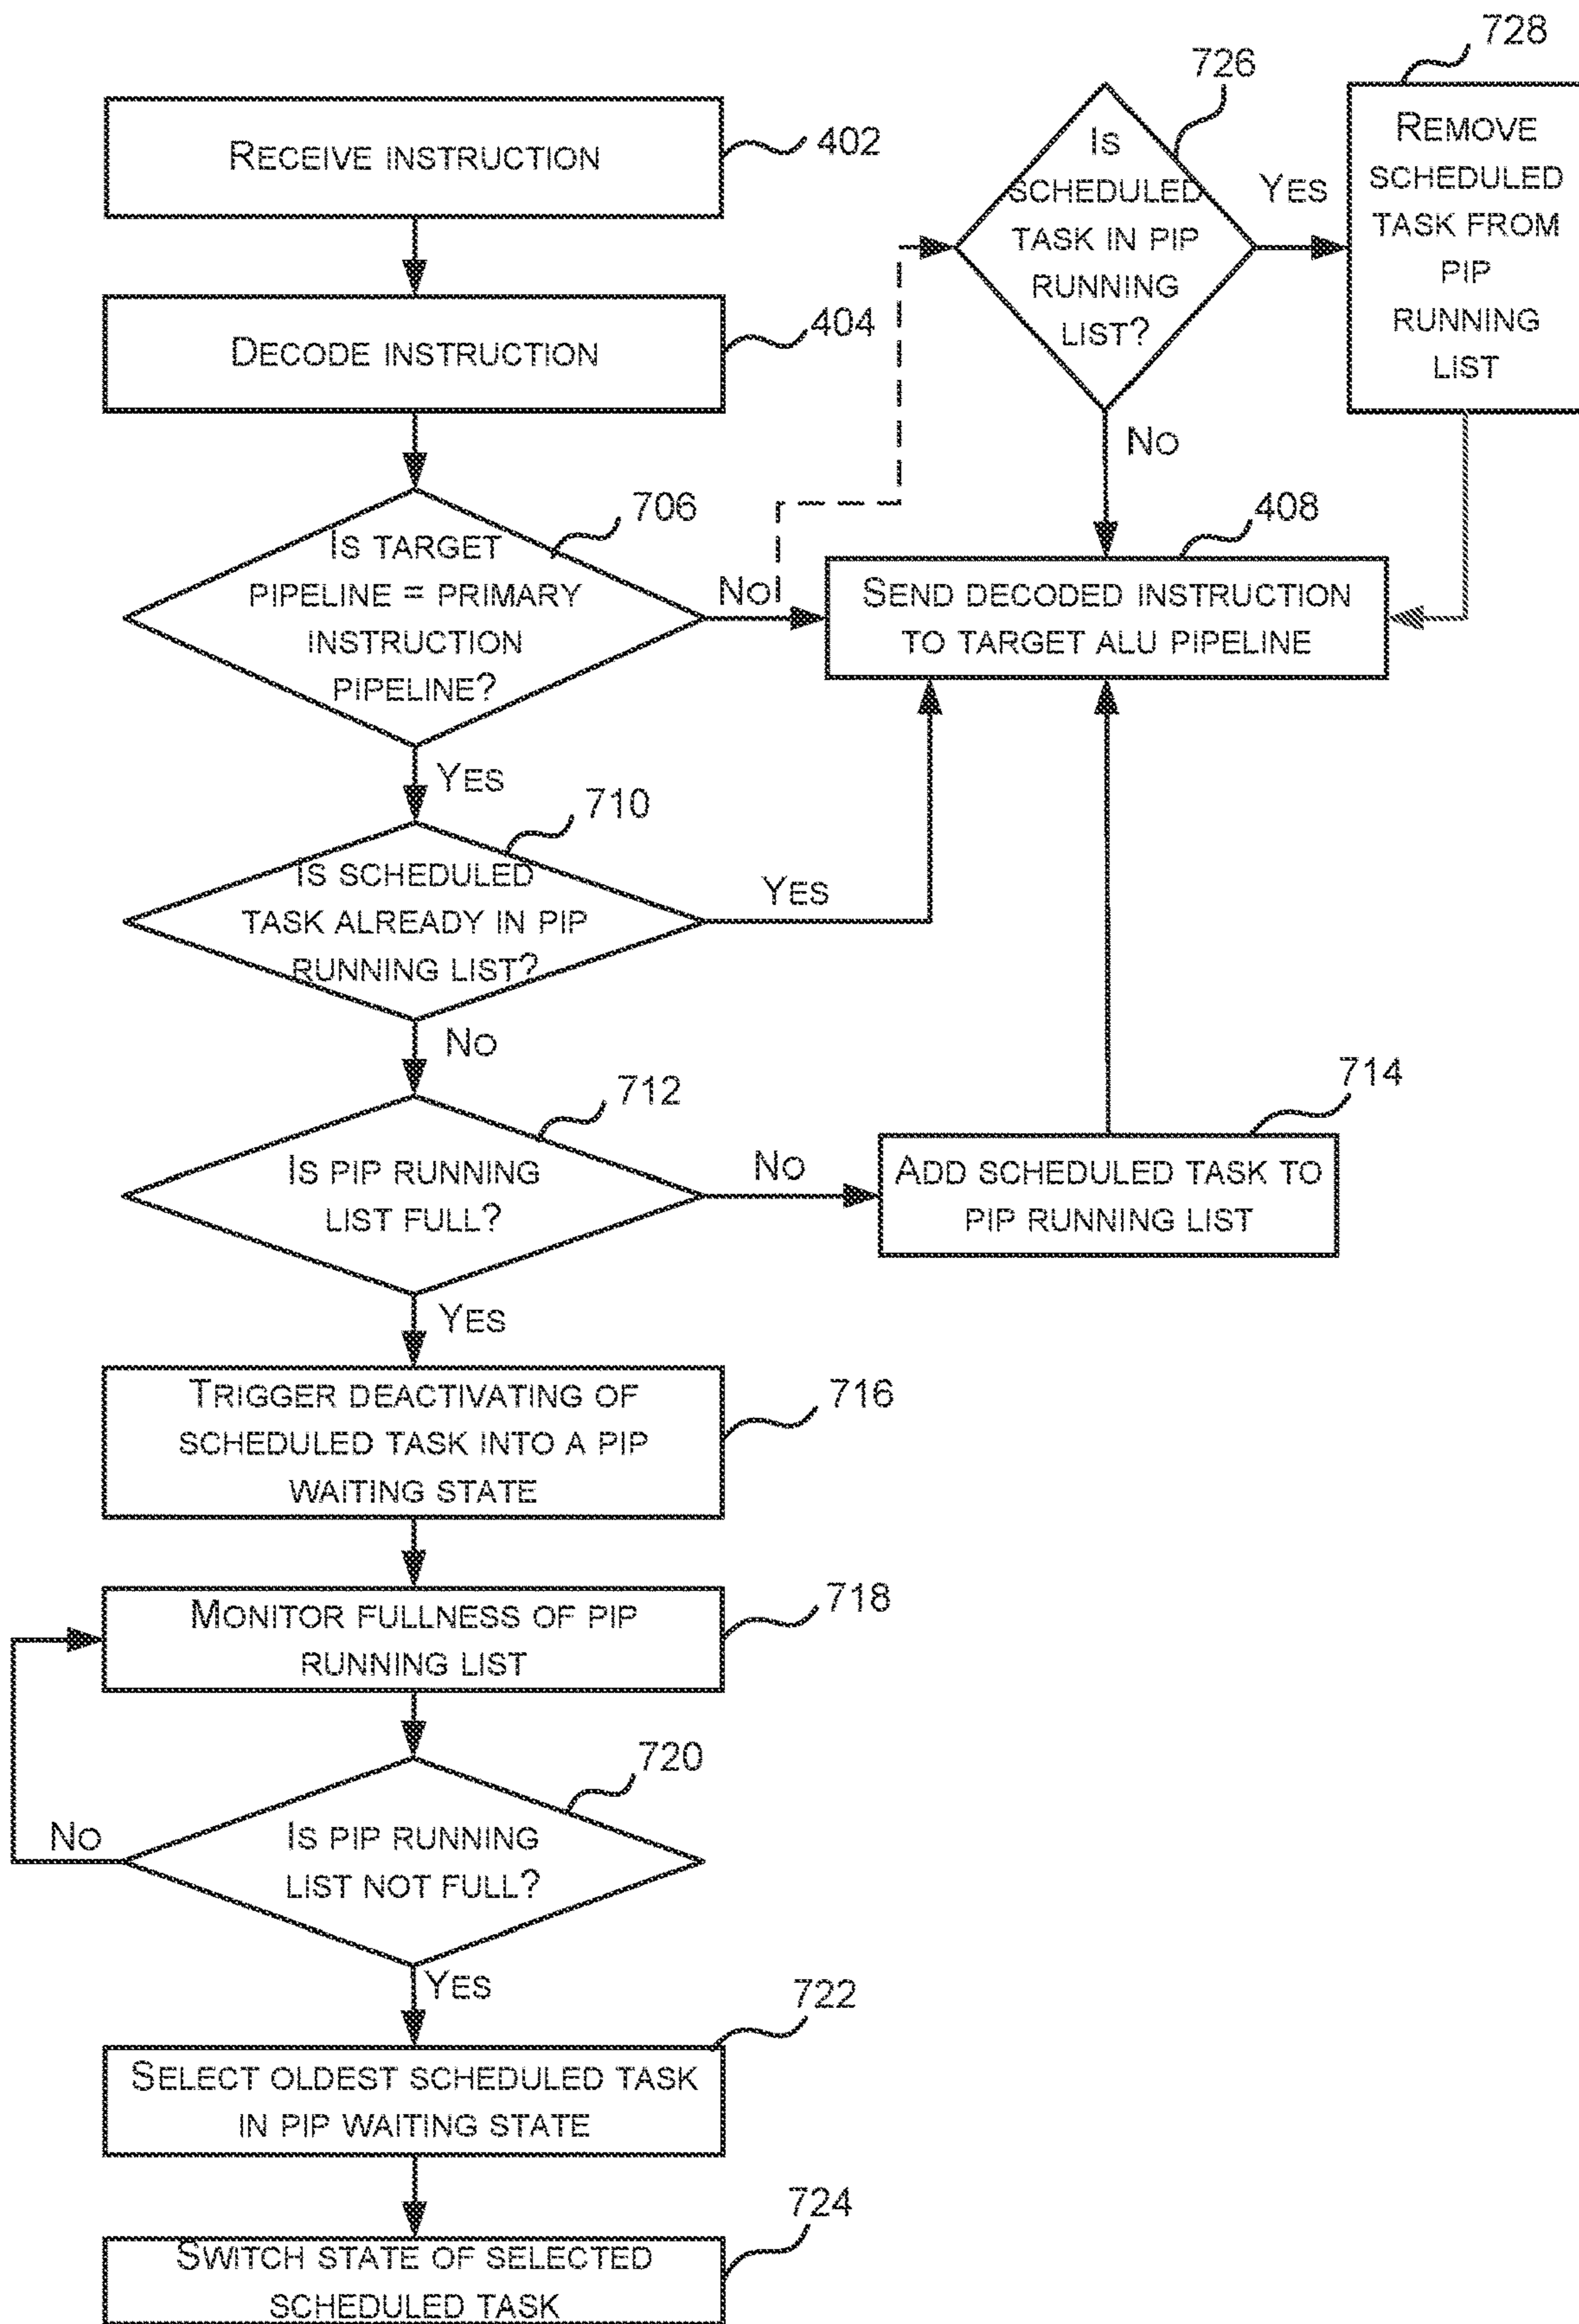 728
726
REMOVE
SCHEDULED
TASK FROM
PIP
RUNNING
LIST
RECEIVE INSTRUCTION
402
IS
SCHEDULED
TASK IN PIP
RUNNING
LIST?
YES
DECODE INSTRUCTION
404
NO
706
408
IS TARGET
PIPELINE = PRIMARY
INSTRUCTION
PIPELINE?
NO
SEND DECODED INSTRUCTION
TO TARGET ALU PIPELINE
YES
710
IS SCHEDULED
TASK ALREADY IN PIP
RUNNING LIST?
YES
NO
712
714
IS PIP RUNNING
LIST FULL?
NO
ADD SCHEDULED TASK TO
PIP RUNNING LIST
YES
TRIGGER DEACTIVATING OF
SCHEDULED TASK INTO A PIP
WAITING STATE
716
MONITOR FULLNESS OF PIP
RUNNING LIST
718
720
NO
IS PIP RUNNING
LIST NOT FULL?
YES
722
SELECT OLDEST SCHEDULED TASK
IN PIP WAITING STATE
724
SWITCH STATE OF SELECTED
SCHEDULED TASK